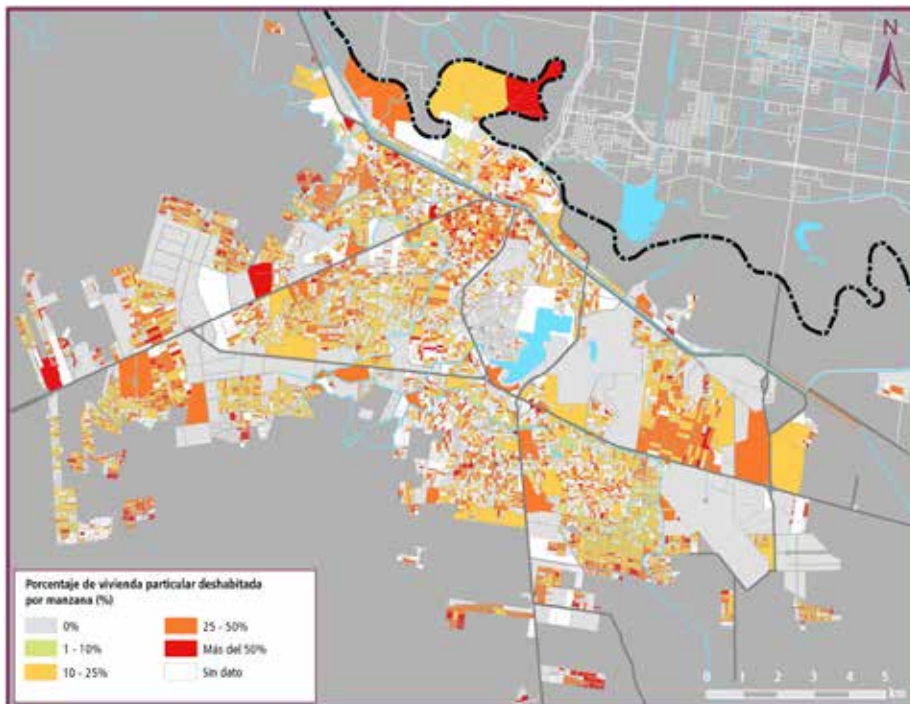 N
Porcentaje de vivienda particular deshabitada
por manzana (%)
0%
1 - 10%
10 - 25%
25 - 50%
Más del 50%
Sin dato
0 1 2 3 4 5
km